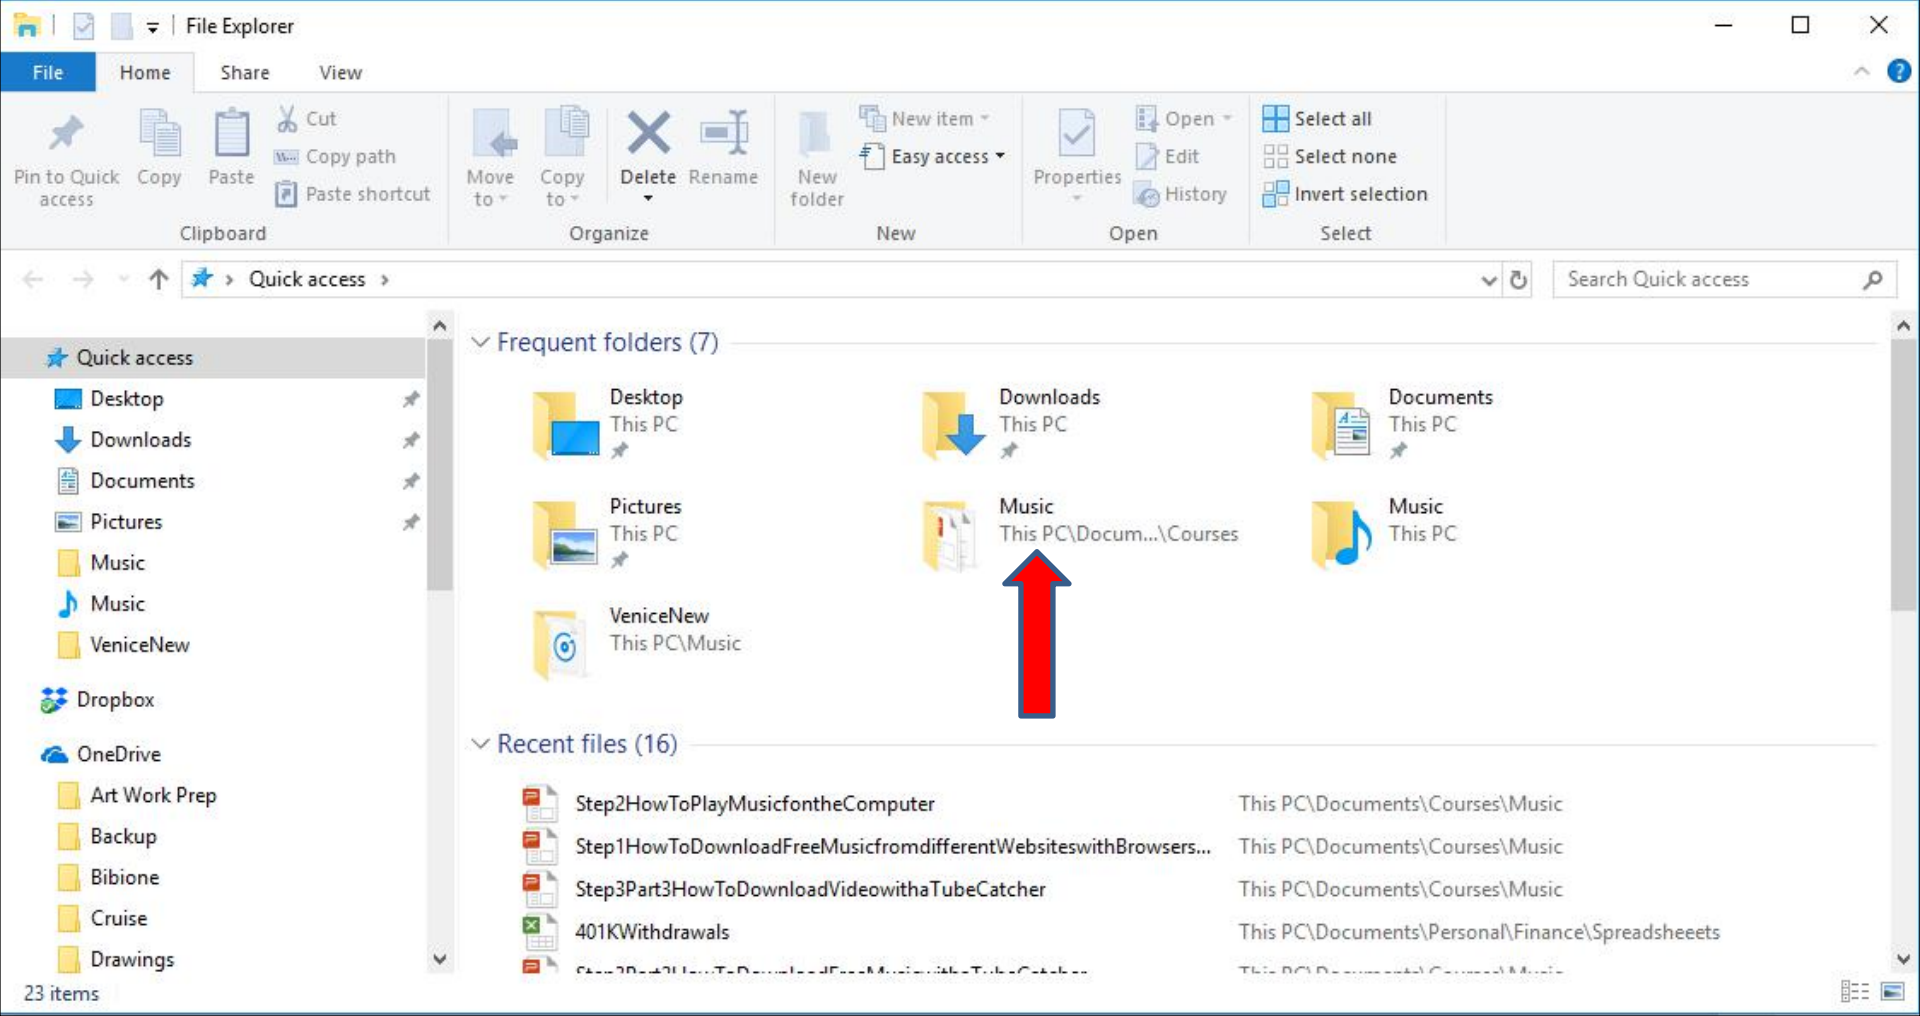 File Explorer
File Home Share View
Pin to Quick access
Copy
Paste
Cut
Copy path
Paste shortcut
Clipboard
Move to
Copy to
Delete
Rename
Organize
New folder
New item
Easy access
New
Properties
Open
Edit
History
Open
Select all
Select none
Invert selection
Select
Quick access
Search Quick access
Quick access
Desktop
Downloads
Documents
Pictures
Music
Music
VeniceNew
Dropbox
OneDrive
Art Work Prep
Backup
Bibione
Cruise
Drawings
Frequent folders (7)
Desktop
This PC
Downloads
This PC
Documents
This PC
Pictures
This PC
Music
This PC\Docum...\Courses
Music
This PC
VeniceNew
This PC\Music
Recent files (16)
Step2HowToPlayMusicfontheComputer This PC\Documents\Courses\Music
Step1HowToDownloadFreeMusicfromdifferentWebsiteswithBrowsers... This PC\Documents\Courses\Music
Step3Part3HowToDownloadVideowithaTubeCatcher This PC\Documents\Courses\Music
401KWithdrawals This PC\Documents\Personal\Finance\Spreadsheeets
23 items